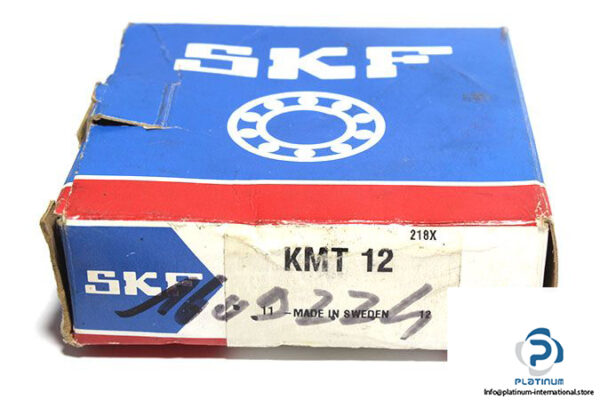 SKF
218X
KMT 12
SKF
11 -MADE IN SWEDEN 12
PLATINUM
Info@platinum-international.store